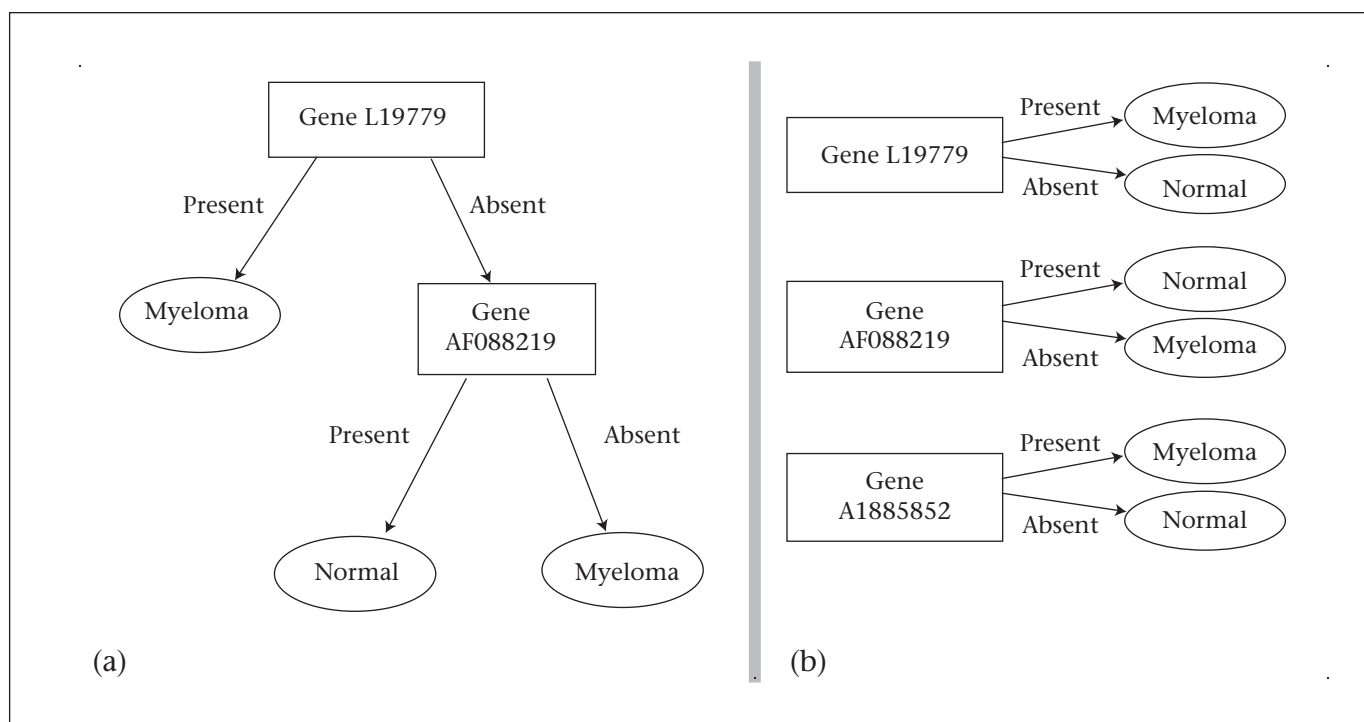 Gene L19779
Present
Absent
Myeloma
Gene
AF088219
Present
Absent
Normal
Myeloma
(a)
Gene L19779
Present
Myeloma
Absent
Normal
Gene
AF088219
Present
Normal
Absent
Myeloma
Gene
A1885852
Present
Myeloma
Absent
Normal
(b)